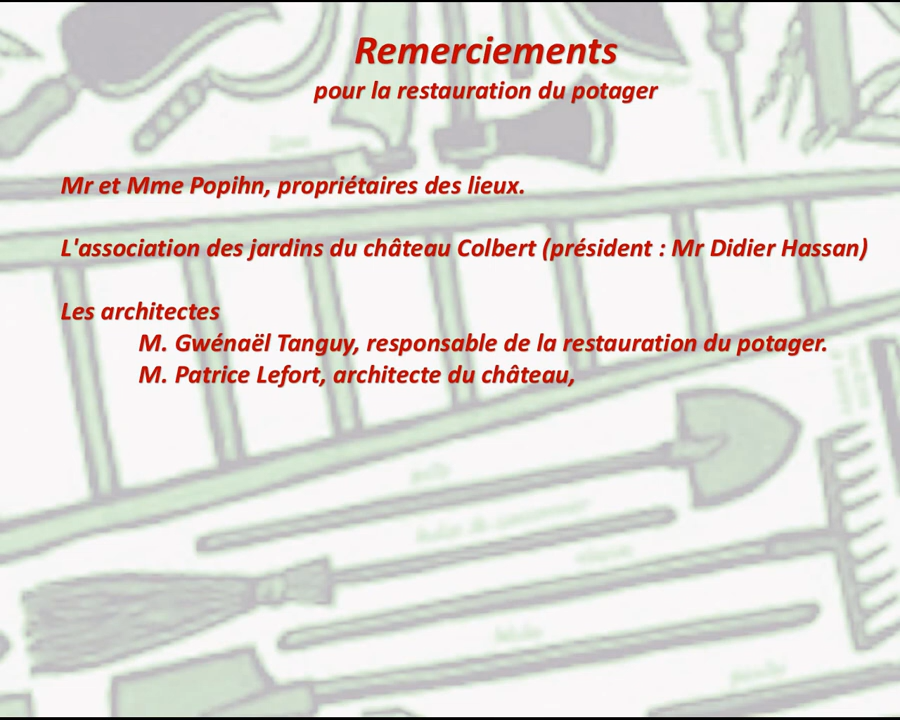 Remerciements
pour la restauration du potager
Mr et Mme Popihn, propriétaires des lieux.
L'association des jardins du château Colbert (président : Mr Didier Hassan)
Les architectes
M. Gwénaël Tanguy, responsable de la restauration du potager.
M. Patrice Lefort, architecte du château,